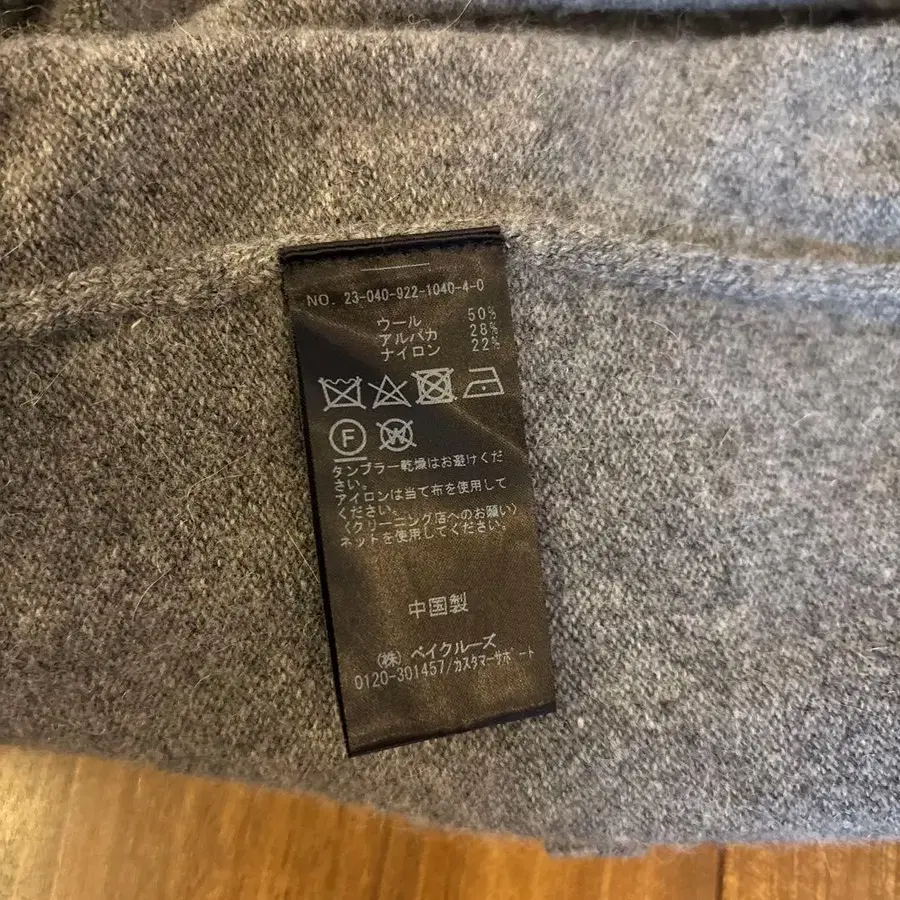 NO. 23-040-922-1040-4-0
ウール 50%
アルパカ 28%
ナイロン 22%
F
W
タンブラー乾燥はお避けくだ
さい。
アイロンは当て布を使用して
ください。
〈クリーニング店へのお願い〉
ネットを使用してください。
中国製
(株) ベイクルーズ
0120-301457/カスタマーサポート